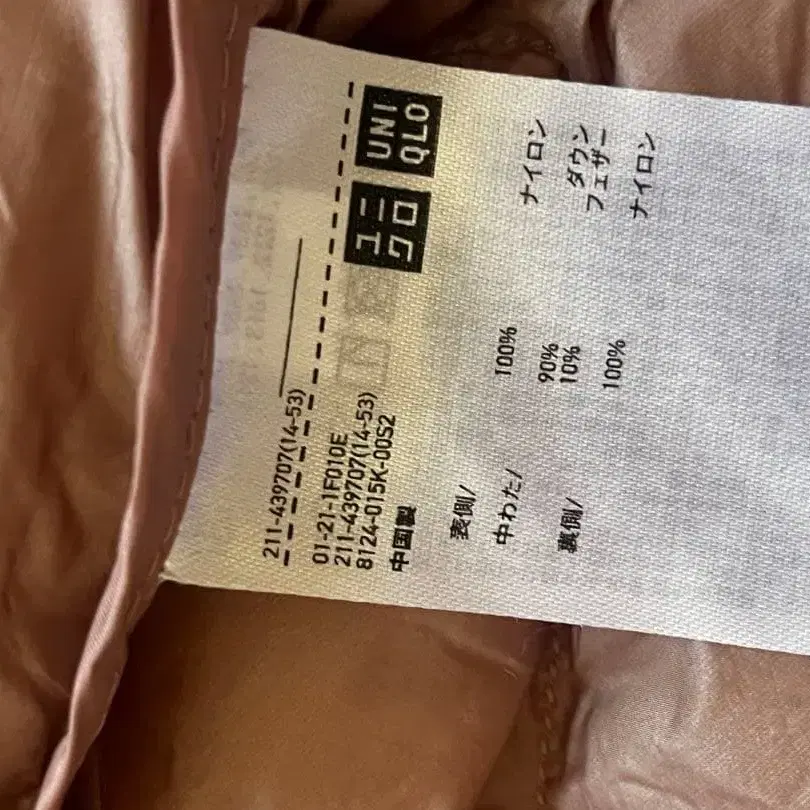 211-439707(14-53)
UNI
QLO
ユニ
クロ
01-21-1F010E
211-439707(14-53)
8124-015K-00S2
中国製
表側/ 100% ナイロン
中わた/ 90% ダウン
10% フェザー
裏側/ 100% ナイロン